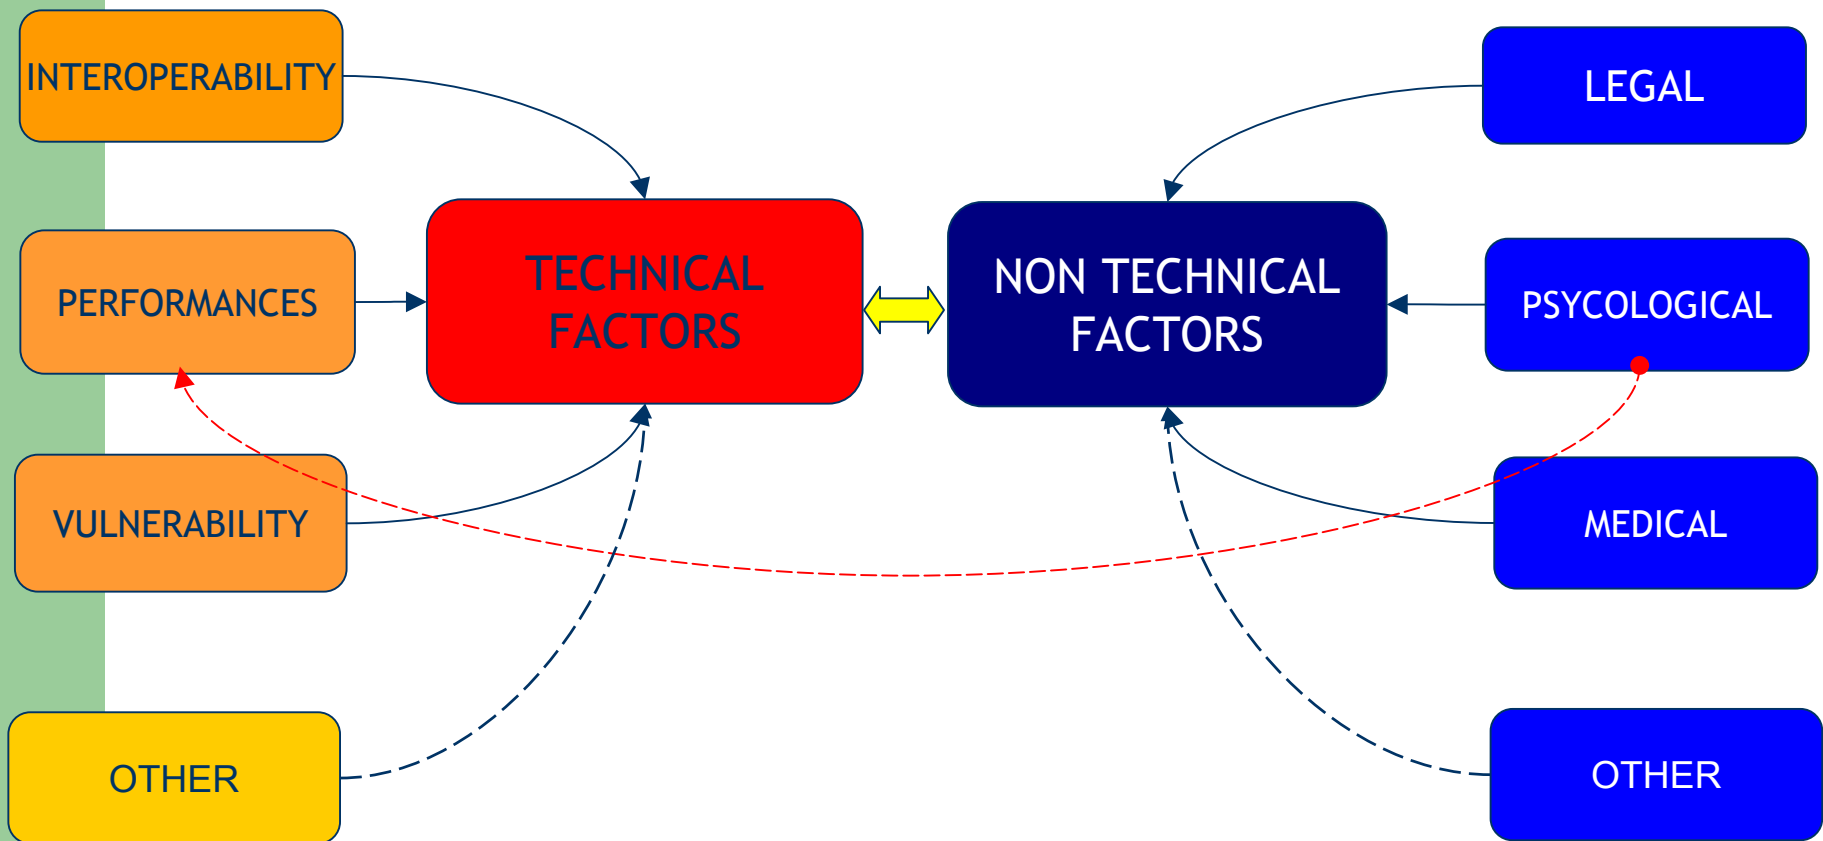 INTEROPERABILITY
LEGAL
TECHNICAL
FACTORS
NON TECHNICAL
FACTORS
PERFORMANCES
PSYCOLOGICAL
VULNERABILITY
MEDICAL
OTHER
OTHER